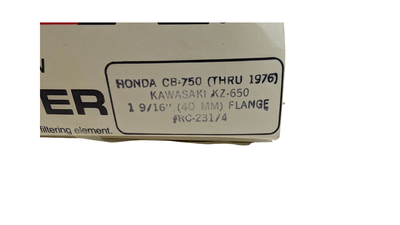 N
HONDA CB-750 (THRU 1976)
KAWASAKI KZ-650
TER
1 9/16" (40 MM) FLANGE
#RC-231/4
filtering element.